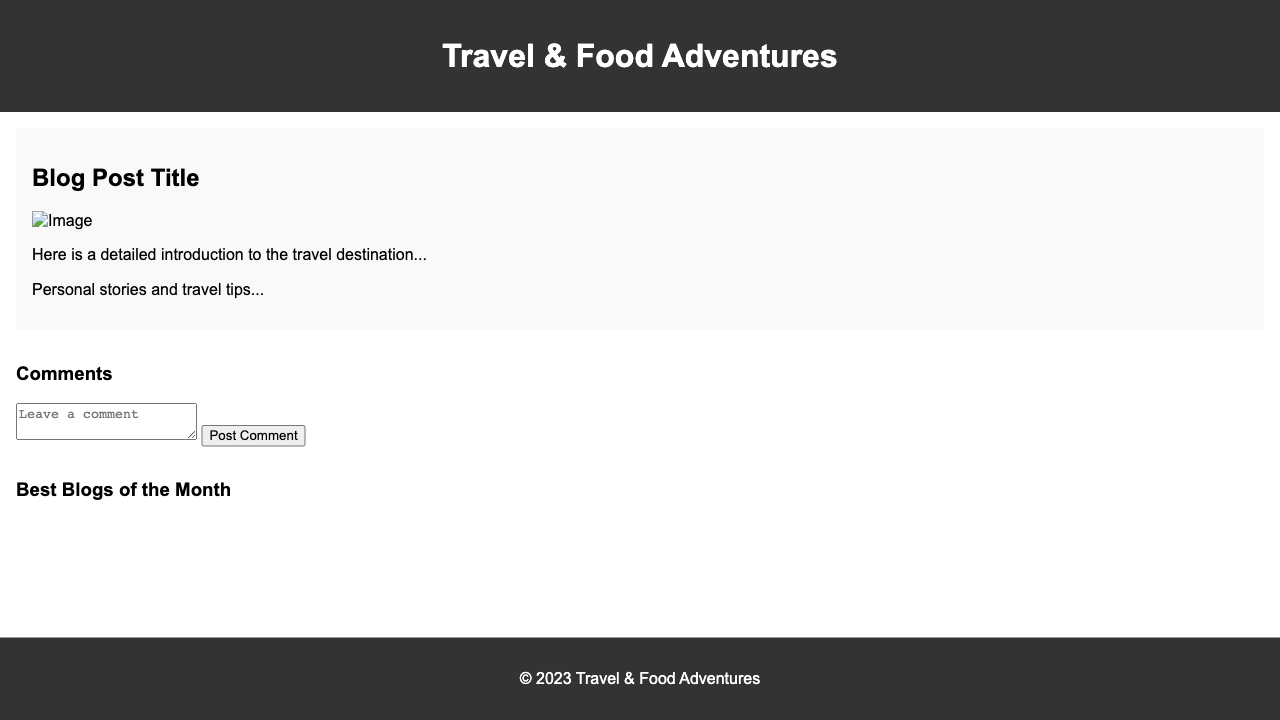 Travel & Food Adventures
Blog Post Title
Image
Here is a detailed introduction to the travel destination...
Personal stories and travel tips...
Comments
Leave a comment
Post Comment
Best Blogs of the Month
© 2023 Travel & Food Adventures